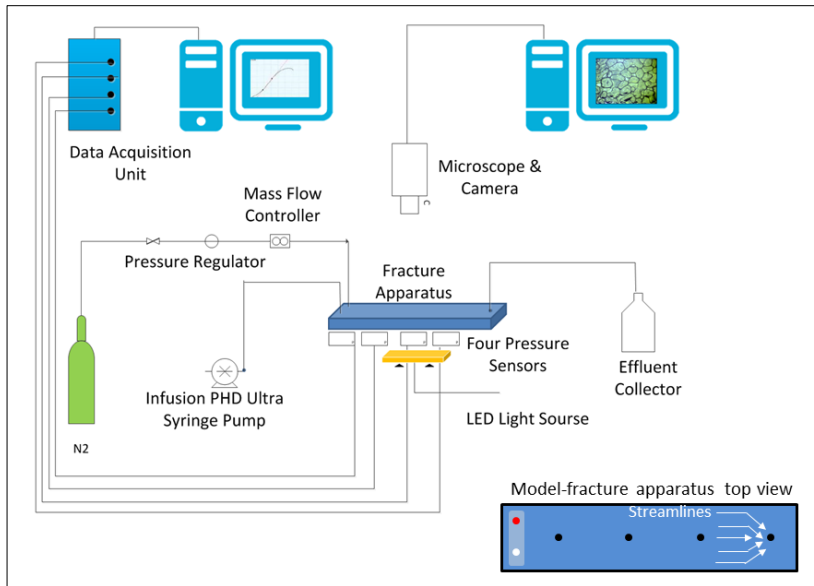 Data Acquisition
Unit
Microscope &
Camera
Mass Flow
Controller
Pressure Regulator
Fracture
Apparatus
Four Pressure
Sensors
Effluent
Collector
Infusion PHD Ultra
Syringe Pump
LED Light Sourse
N2
Model-fracture apparatus top view
Streamlines